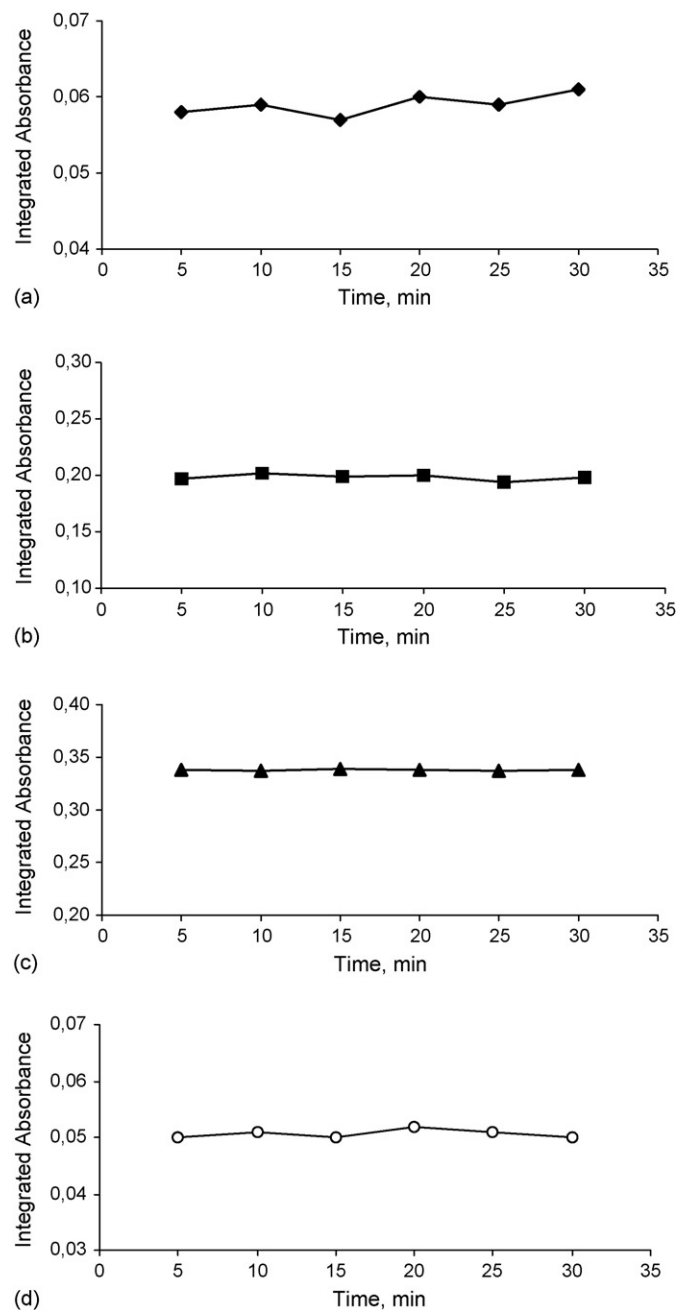 0,07
0,06
0,05
0,04
Integrated Absorbance
0 5 10 15 20 25 30 35
Time, min
(a)
0,30
0,25
0,20
0,15
0,10
Integrated Absorbance
0 5 10 15 20 25 30 35
Time, min
(b)
0,40
0,35
0,30
0,25
0,20
Integrated Absorbance
0 5 10 15 20 25 30 35
Time, min
(c)
0,07
0,06
0,05
0,04
0,03
Integrated Absorbance
0 5 10 15 20 25 30 35
Time, min
(d)